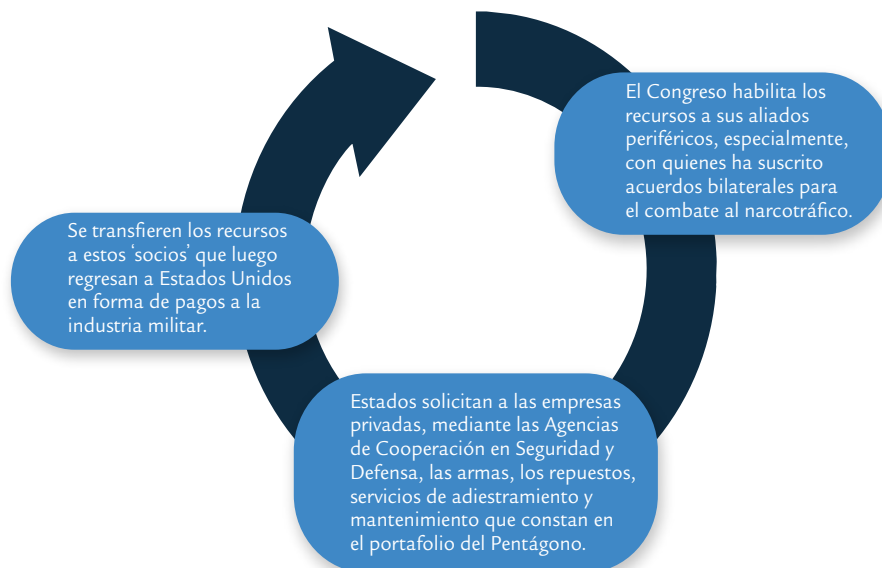 El Congreso habilita los
recursos a sus aliados
periféricos, especialmente,
con quienes ha suscrito
acuerdos bilaterales para
el combate al narcotráfico.
Estados solicitan a las empresas
privadas, mediante las Agencias
de Cooperación en Seguridad y
Defensa, las armas, los repuestos,
servicios de adiestramiento y
mantenimiento que constan en
el portafolio del Pentágono.
Se transfieren los recursos
a estos ‘socios’ que luego
regresan a Estados Unidos
en forma de pagos a la
industria militar.